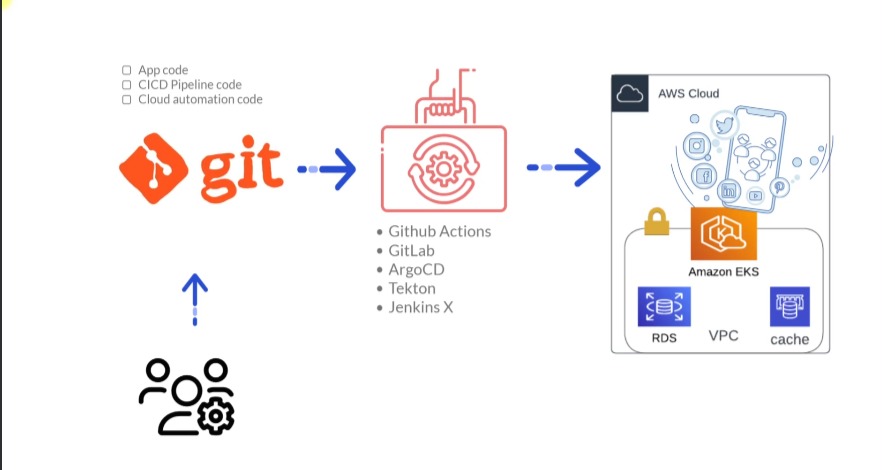 App code
CICD Pipeline code
Cloud automation code
git
Github Actions
GitLab
ArgoCD
Tekton
Jenkins X
AWS Cloud
Amazon EKS
RDS
VPC
cache